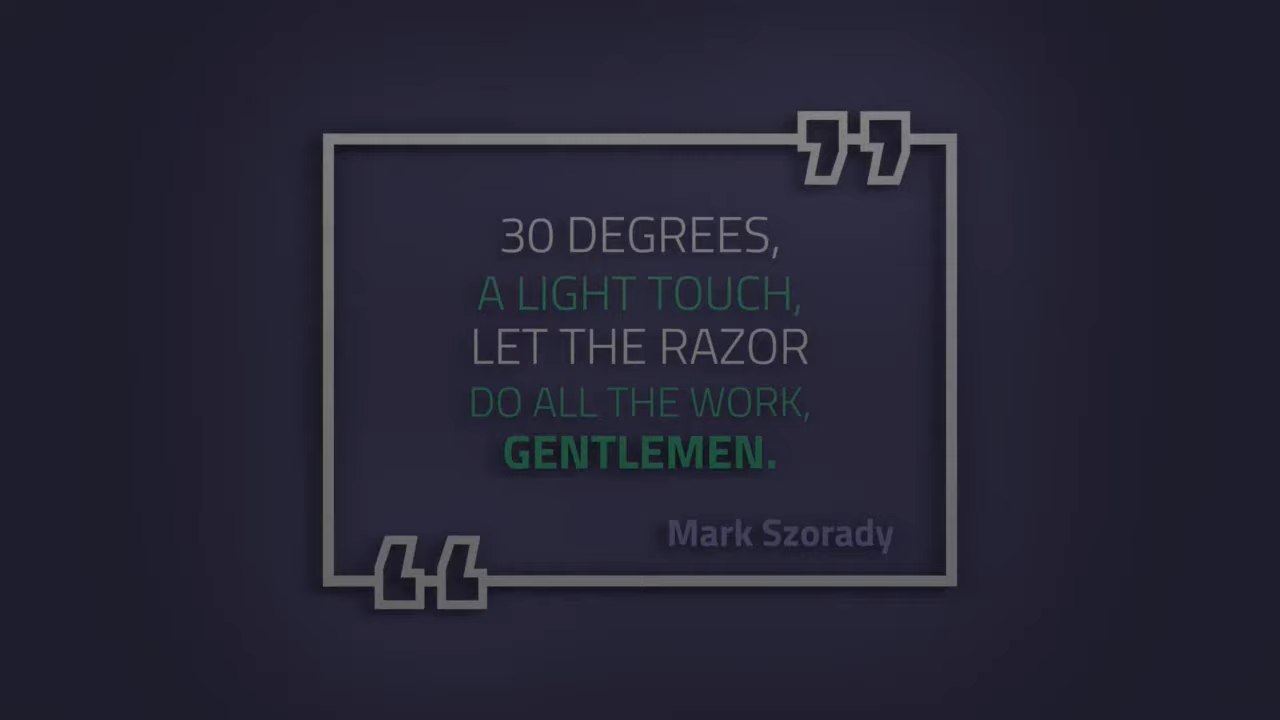 30 DEGREES,
A LIGHT TOUCH,
LET THE RAZOR
DO ALL THE WORK,
GENTLEMEN.
Mark Szorady